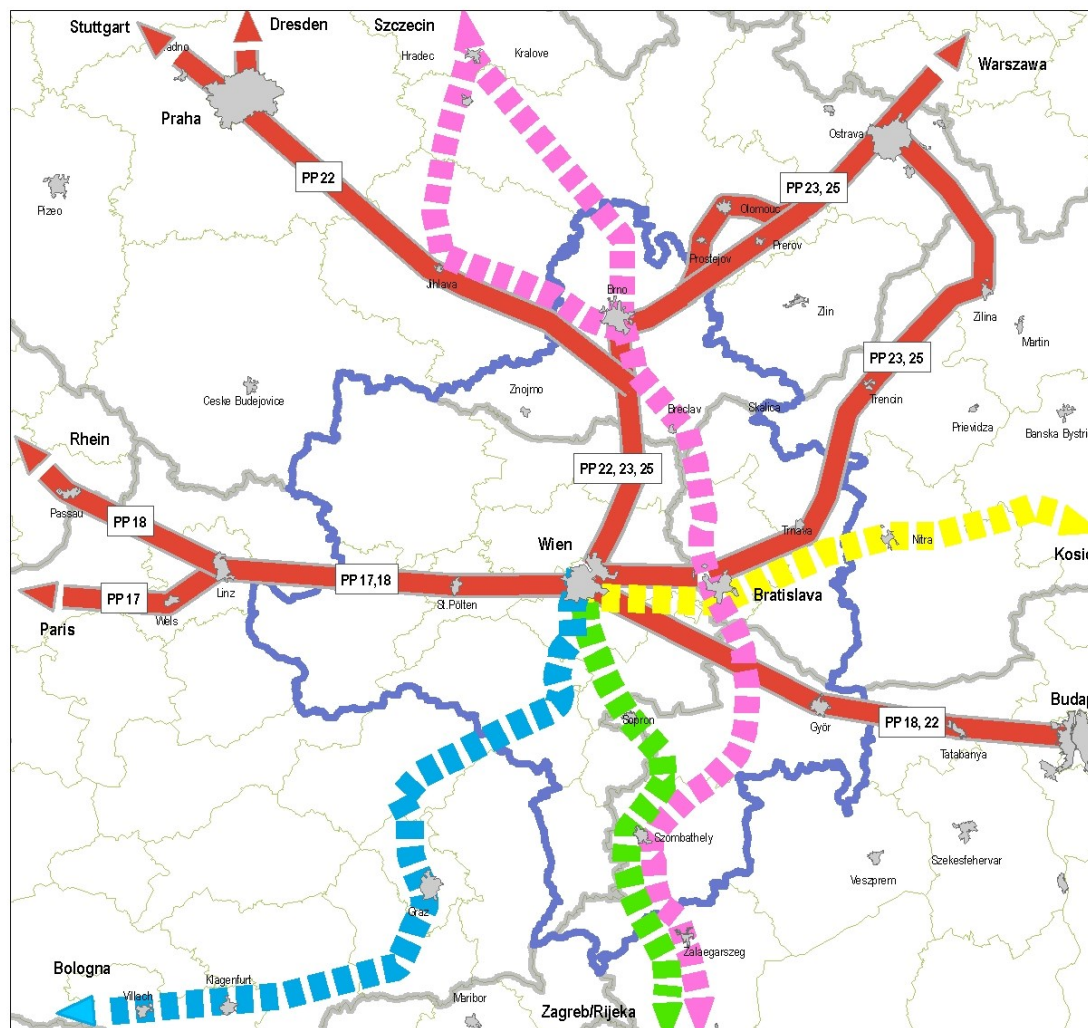 Stuttgart
Dresden
Szczecin
Hradec
Kralove
Warszawa
Praha
Ostrava
PP 22
PP 23, 25
Pizeo
Olomouc
Prostejov
Prerov
Jihlava
Brno
Zlin
Zilina
Martin
PP 23, 25
Trencin
Ceske Budejovice
Znojmo
Breclav
Skalica
Prievidza
Banska Bystri
Rhein
PP 22, 23, 25
Passau
PP 18
Trnava
Nitra
Wien
Kosic
PP 17
Linz
PP 17,18
St.Pölten
Bratislava
Wels
Paris
Sopron
Györ
PP 18, 22
Budap
Tatabanya
Szombathely
Szekesfehervar
Veszprem
Graz
Zalaegarszeg
Bologna
Villach
Klagenfurt
Maribor
Zagreb/Rijeka